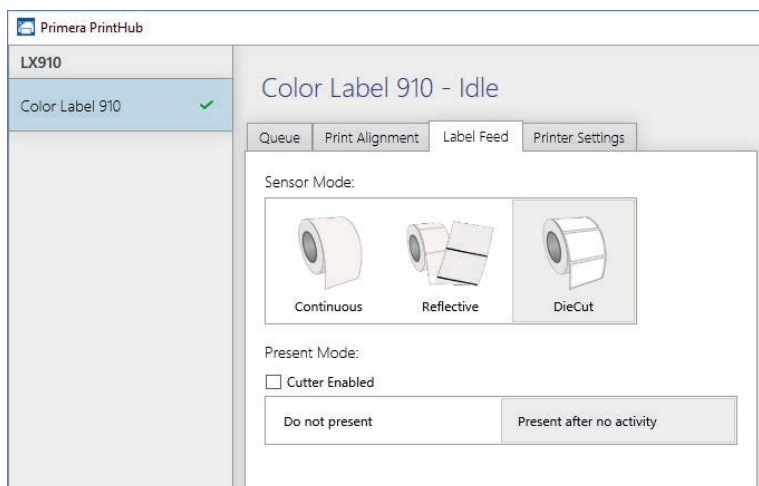 Primera PrintHub
LX910
Color Label 910
Color Label 910 - Idle
Queue Print Alignment Label Feed Printer Settings
Sensor Mode:
Continuous Reflective DieCut
Present Mode:
Cutter Enabled
Do not present Present after no activity